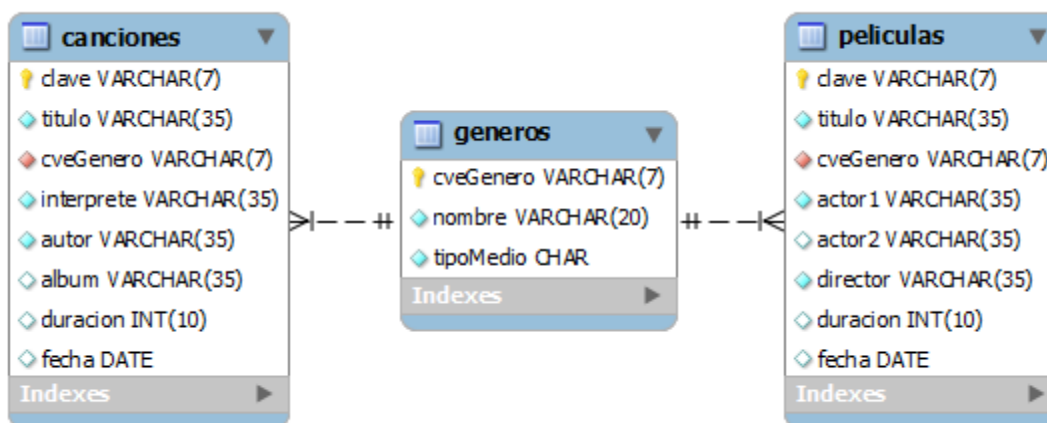 canciones
clave VARCHAR(7)
titulo VARCHAR(35)
cveGenero VARCHAR(7)
interprete VARCHAR(35)
autor VARCHAR(35)
album VARCHAR(35)
duracion INT(10)
fecha DATE
Indexes
generos
cveGenero VARCHAR(7)
nombre VARCHAR(20)
tipoMedio CHAR
Indexes
peliculas
clave VARCHAR(7)
titulo VARCHAR(35)
cveGenero VARCHAR(7)
actor1 VARCHAR(35)
actor2 VARCHAR(35)
director VARCHAR(35)
duracion INT(10)
fecha DATE
Indexes